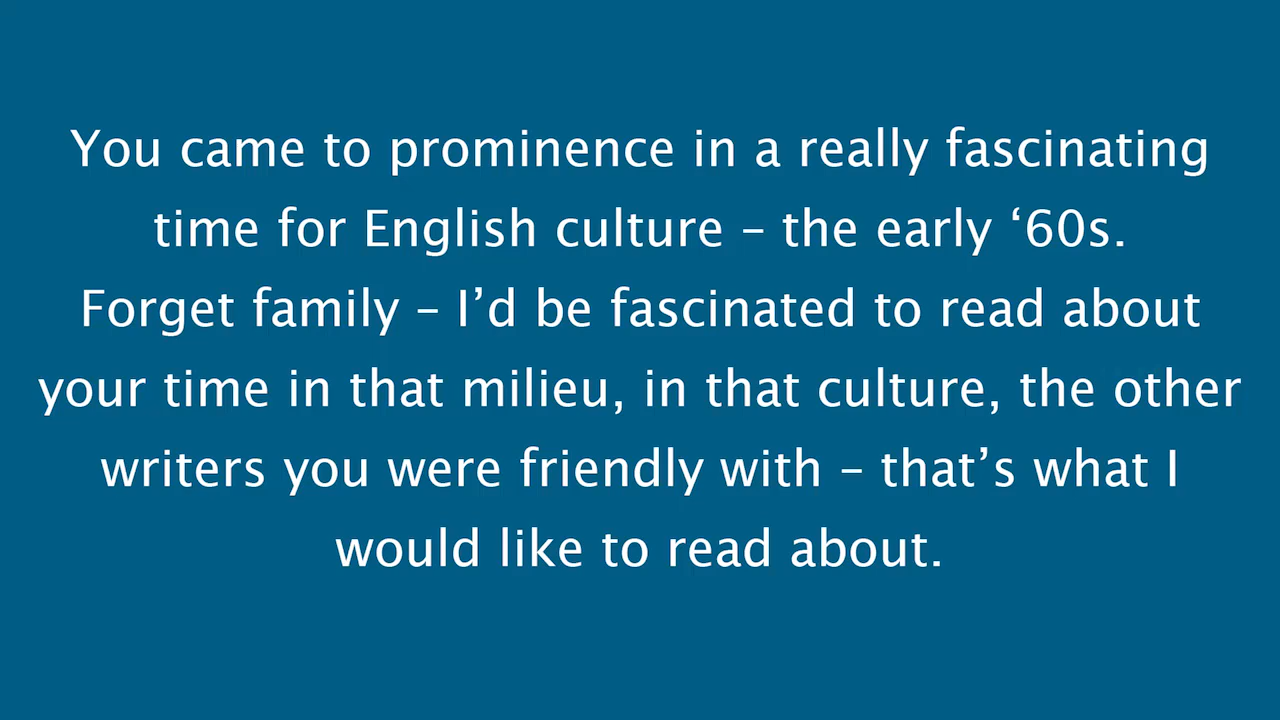 You came to prominence in a really fascinating
time for English culture – the early ‘60s.
Forget family – I’d be fascinated to read about
your time in that milieu, in that culture, the other
writers you were friendly with – that’s what I
would like to read about.